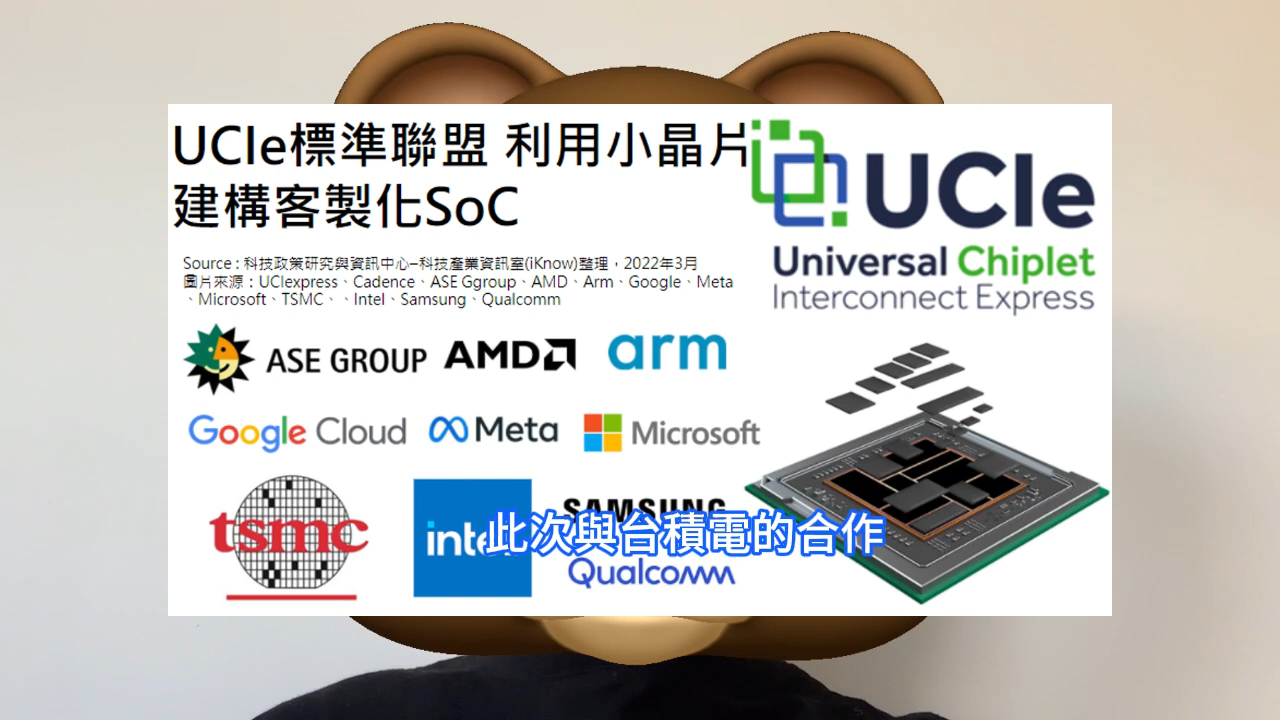 UCIe標準聯盟 利用小晶片
建構客製化SoC
UCIe
Universal Chiplet
Interconnect Express
Source : 科技政策研究與資訊中心—科技產業資訊室(iKnow)整理，2022年3月
圖片來源：UCIexpress、Cadence、ASE Ggroup、AMD、Arm、Google、Meta
、Microsoft、TSMC、、Intel、Samsung、Qualcomm
ASE GROUP AMD arm
Google Cloud Meta Microsoft
tsmc intel SAMSUNG
此次與台積電的合作
Qualcomm